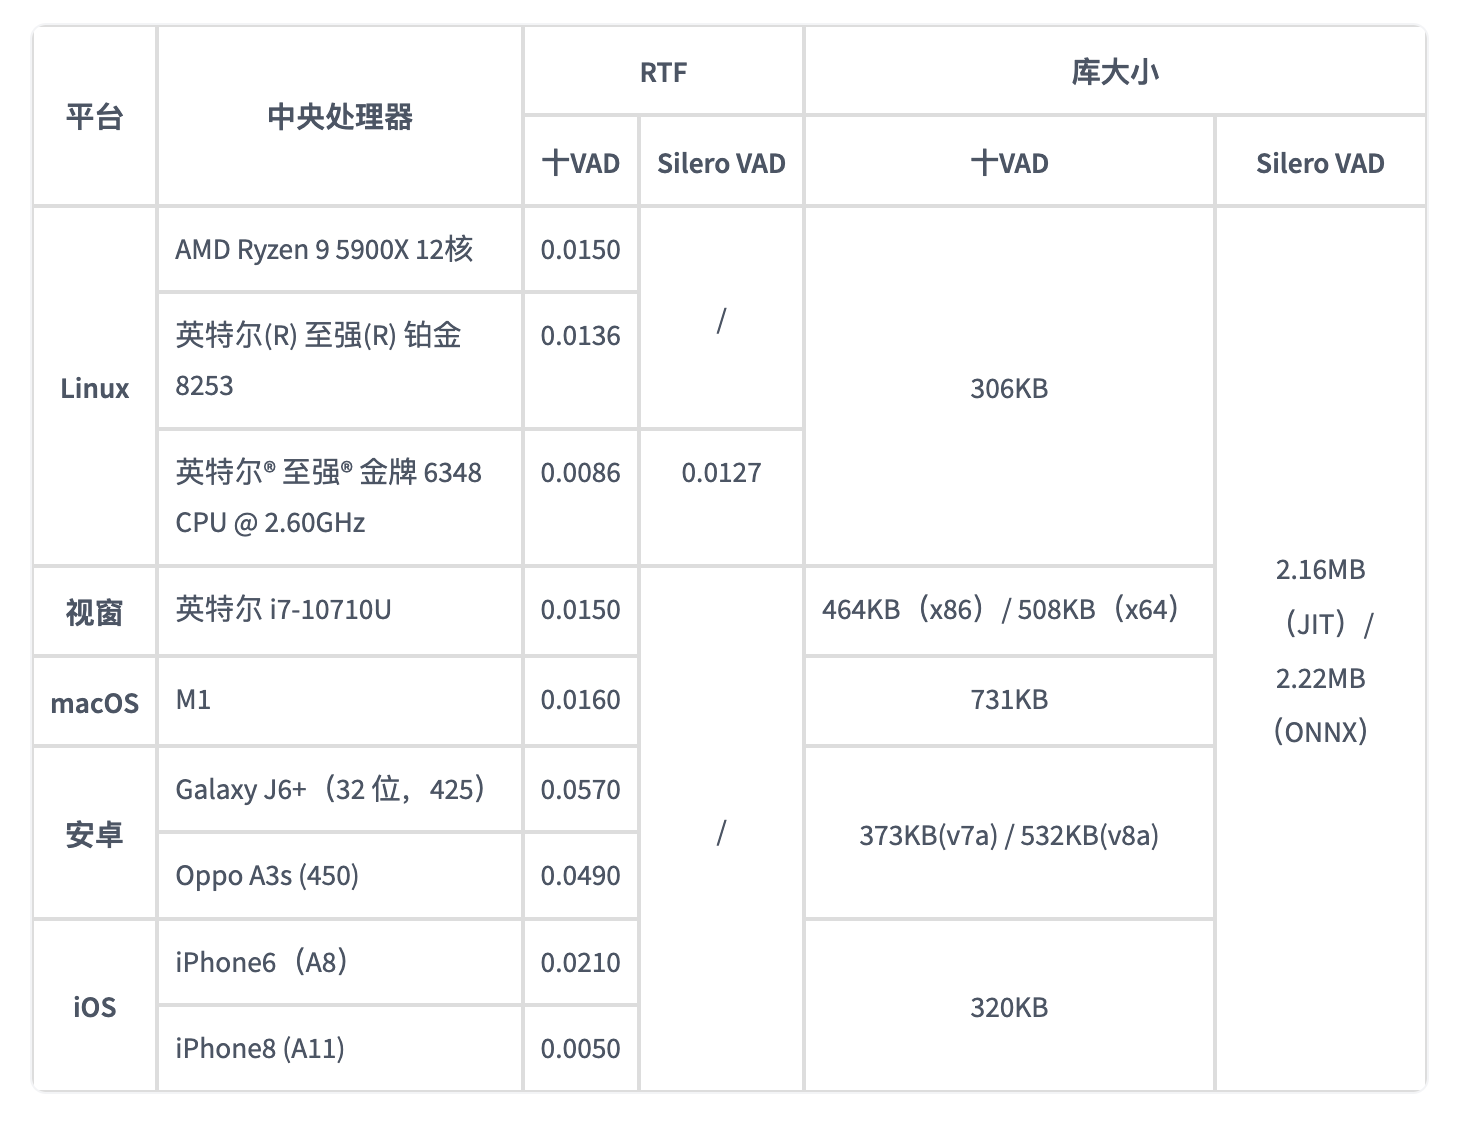 平台
中央处理器
RTF
库大小
十VAD
Silero VAD
十VAD
Silero VAD
Linux
AMD Ryzen 9 5900X 12核
0.0150
/
306KB
2.16MB
（JIT）/
2.22MB
（ONNX）
英特尔(R) 至强(R) 铂金
8253
0.0136
英特尔® 至强® 金牌 6348
CPU @ 2.60GHz
0.0086
0.0127
视窗
英特尔 i7-10710U
0.0150
/
464KB（x86）/ 508KB（x64）
macOS
M1
0.0160
731KB
安卓
Galaxy J6+（32 位，425）
0.0570
373KB(v7a) / 532KB(v8a)
Oppo A3s (450)
0.0490
iOS
iPhone6（A8）
0.0210
320KB
iPhone8 (A11)
0.0050